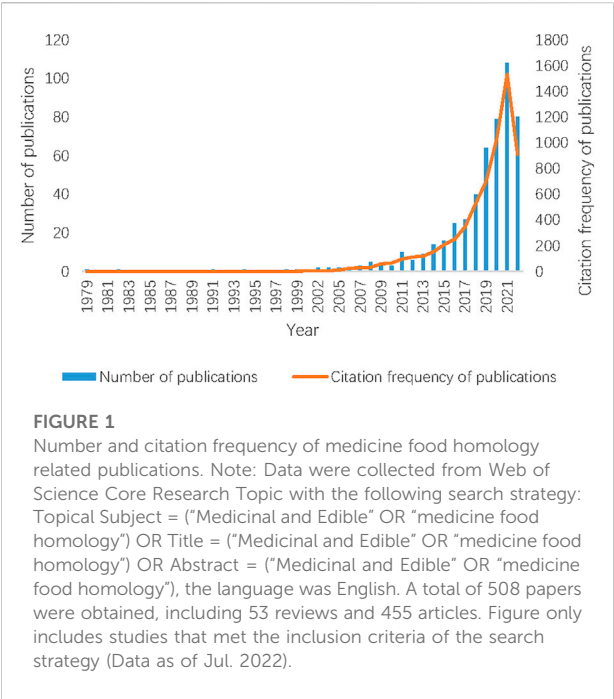 120
100
80
60
40
20
0
Number of publications
1800
1600
1400
1200
1000
800
600
400
200
0
Citation frequency of publications
1979
1981
1983
1985
1987
1989
1991
1993
1995
1997
1999
2002
2005
2007
2009
2011
2013
2015
2017
2019
2021
Year
Number of publications
Citation frequency of publications
FIGURE 1
Number and citation frequency of medicine food homology
related publications. Note: Data were collected from Web of
Science Core Research Topic with the following search strategy:
Topical Subject = (“Medicinal and Edible” OR “medicine food
homology”) OR Title = (“Medicinal and Edible” OR “medicine food
homology”) OR Abstract = (“Medicinal and Edible” OR “medicine
food homology”), the language was English. A total of 508 papers
were obtained, including 53 reviews and 455 articles. Figure only
includes studies that met the inclusion criteria of the search
strategy (Data as of Jul. 2022).